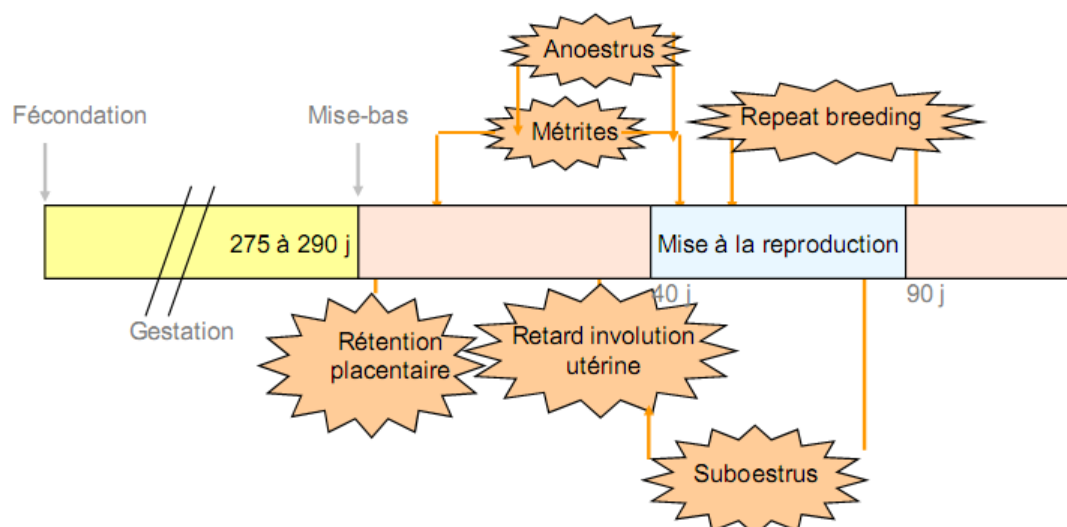 Anoestrus
Fécondation
Mise-bas
Métrites
Repeat breeding
275 à 290 j
Mise à la reproduction
40 j
90 j
Gestation
Rétention
placentaire
Retard involution
utérine
Suboestrus